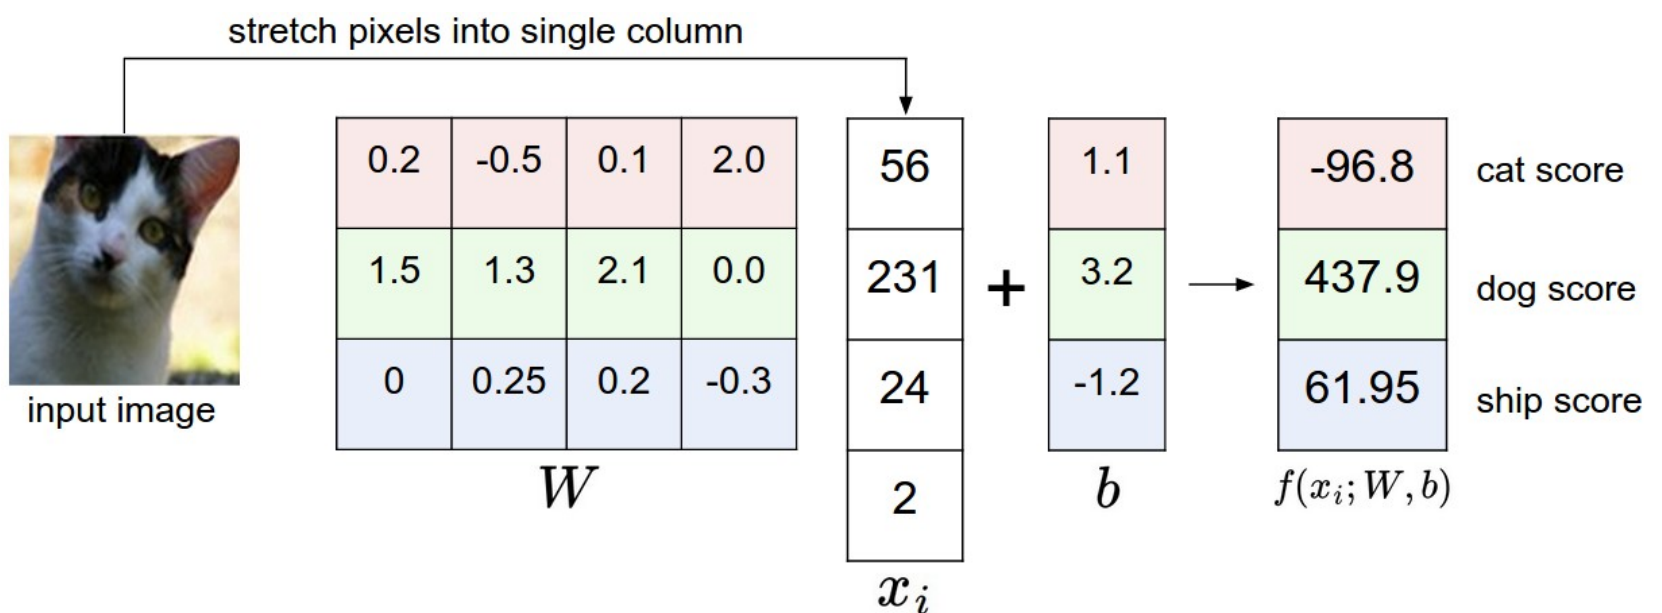 stretch pixels into single column
0.2 -0.5 0.1 2.0 56 1.1 -96.8 cat score
1.5 1.3 2.1 0.0 231 + 3.2 437.9 dog score
0 0.25 0.2 -0.3 24 -1.2 61.95 ship score
input image
W 2 b f(x_i; W, b)
x_i